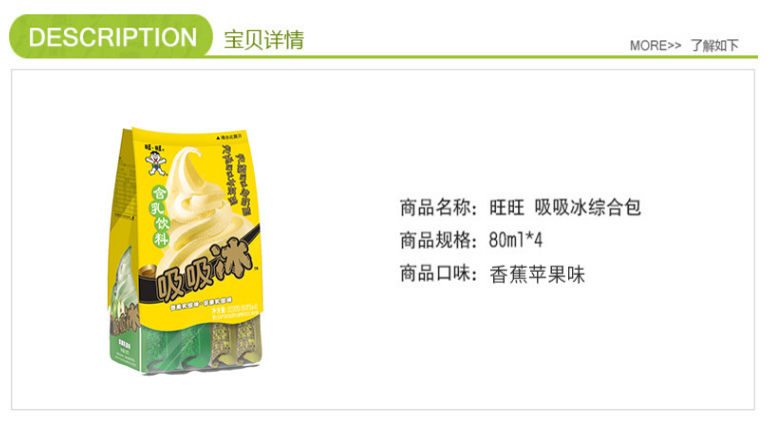 DESCRIPTION 宝贝详情
MORE>> 了解如下
旺旺
含乳饮料
吸吸冰
商品名称: 旺旺 吸吸冰综合包
商品规格: 80ml*4
商品口味: 香蕉苹果味